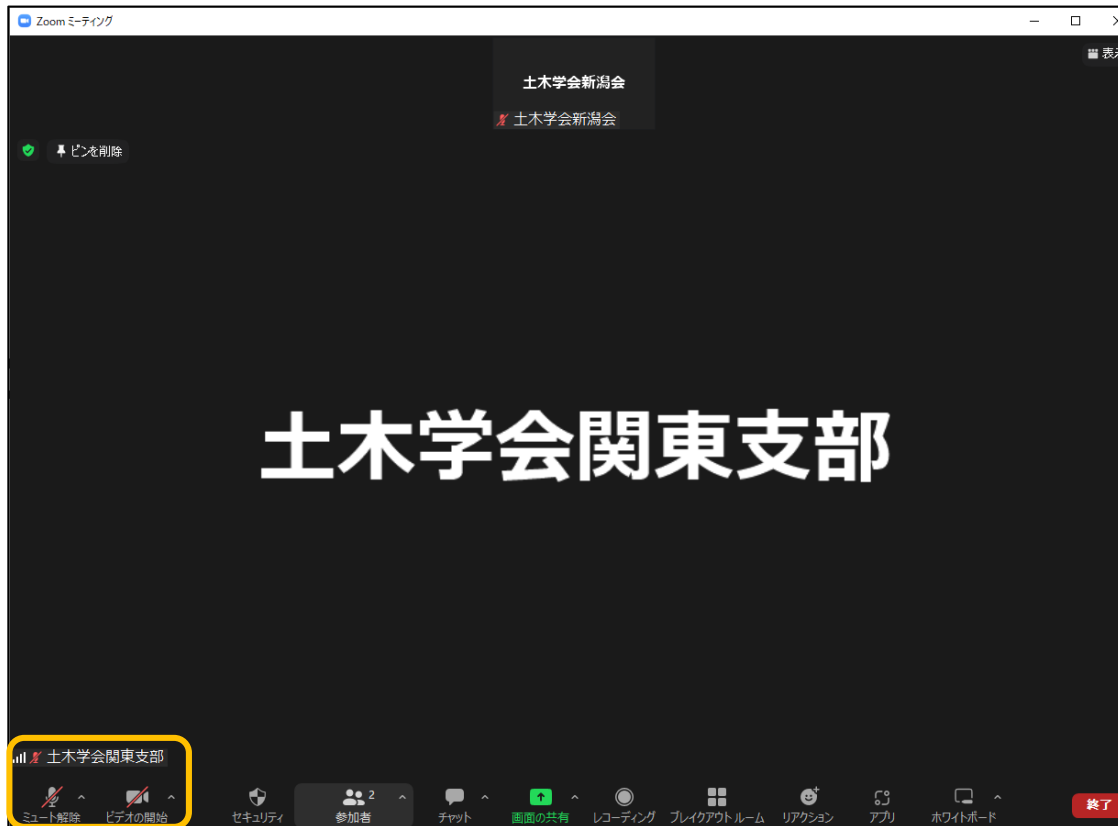 Zoom ミーティング
表示
土木学会新潟会
土木学会新潟会
ピンを削除
土木学会関東支部
土木学会関東支部
ミュート解除 ビデオの開始 セキュリティ 参加者 2 チャット 画面の共有 レコーディング ブレイクアウト ルーム リアクション アプリ ホワイトボード 終了